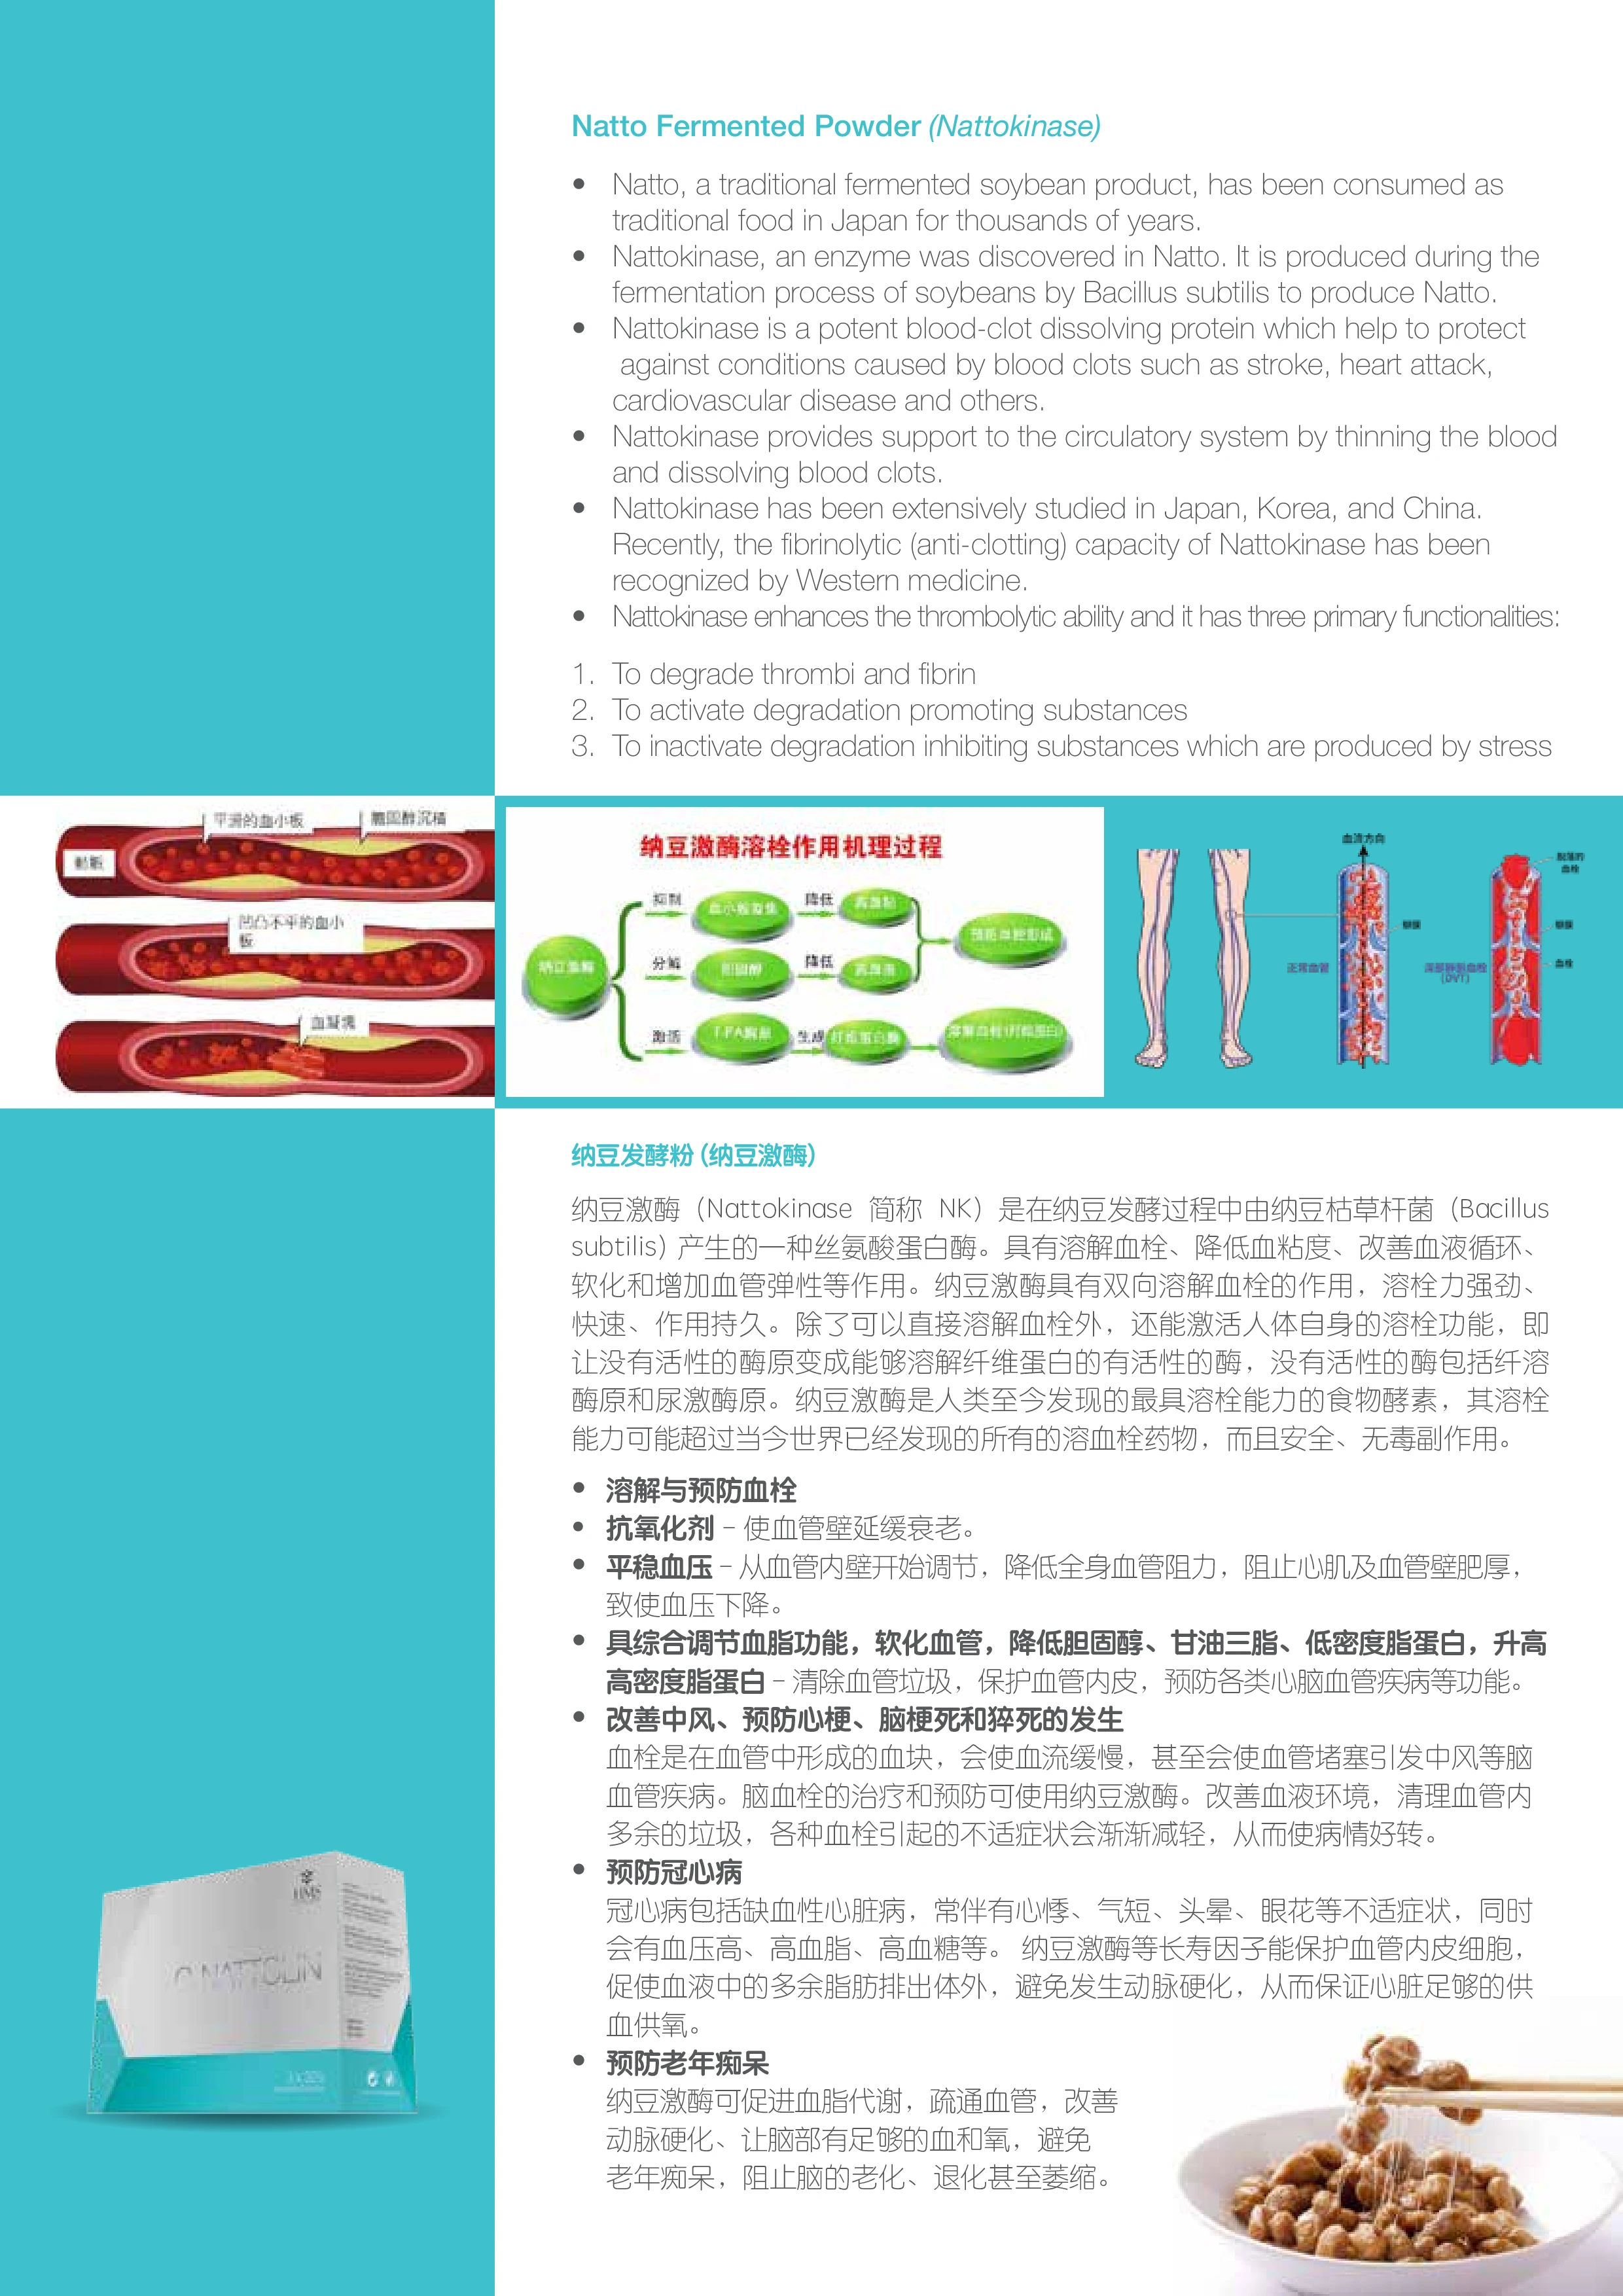 Natto Fermented Powder (Nattokinase)
• Natto, a traditional fermented soybean product, has been consumed as
traditional food in Japan for thousands of years.
• Nattokinase, an enzyme was discovered in Natto. It is produced during the
fermentation process of soybeans by Bacillus subtilis to produce Natto.
• Nattokinase is a potent blood-clot dissolving protein which help to protect
against conditions caused by blood clots such as stroke, heart attack,
cardiovascular disease and others.
• Nattokinase provides support to the circulatory system by thinning the blood
and dissolving blood clots.
• Nattokinase has been extensively studied in Japan, Korea, and China.
Recently, the fibrinolytic (anti-clotting) capacity of Nattokinase has been
recognized by Western medicine.
• Nattokinase enhances the thrombolytic ability and it has three primary functionalities:
1. To degrade thrombi and fibrin
2. To activate degradation promoting substances
3. To inactivate degradation inhibiting substances which are produced by stress
平滑的血小板
膽固醇沉積
動脈
凹凸不平的血小
板
血凝塊
纳豆激酶溶栓作用机理过程
纳豆激酶
抑制
血小板凝集
降低
高血粘
预防血栓形成
分解
胆固醇
降低
高血脂
激活
T-PA酶原
生成
纤维蛋白酶
溶解血栓(纤维蛋白)
血流方向
正常血管
瓣膜
深部静脈血栓
(DVT)
脫落的
血栓
瓣膜
血栓
纳豆发酵粉 (纳豆激酶)
纳豆激酶（Nattokinase 简称 NK）是在纳豆发酵过程中由纳豆枯草杆菌（Bacillus
subtilis）产生的一种丝氨酸蛋白酶。具有溶解血栓、降低血粘度、改善血液循环、
软化和增加血管弹性等作用。纳豆激酶具有双向溶解血栓的作用，溶栓力强劲、
快速、作用持久。除了可以直接溶解血栓外，还能激活人体自身的溶栓功能，即
让没有活性的酶原变成能够溶解纤维蛋白的有活性的酶，没有活性的酶包括纤溶
酶原和尿激酶原。纳豆激酶是人类至今发现的最具溶栓能力的食物酵素，其溶栓
能力可能超过当今世界已经发现的所有的溶血栓药物，而且安全、无毒副作用。
• 溶解与预防血栓
• 抗氧化剂 – 使血管壁延缓衰老。
• 平稳血压 – 从血管内壁开始调节，降低全身血管阻力，阻止心肌及血管壁肥厚，
致使血压下降。
• 具综合调节血脂功能，软化血管，降低胆固醇、甘油三脂、低密度脂蛋白，升高
高密度脂蛋白 – 清除血管垃圾，保护血管内皮，预防各类心脑血管疾病等功能。
• 改善中风、预防心梗、脑梗死和猝死的发生
血栓是在血管中形成的血块，会使血流缓慢，甚至会使血管堵塞引发中风等脑
血管疾病。脑血栓的治疗和预防可使用纳豆激酶。改善血液环境，清理血管内
多余的垃圾，各种血栓引起的不适症状会渐渐减轻，从而使病情好转。
• 预防冠心病
冠心病包括缺血性心脏病，常伴有心悸、气短、头晕、眼花等不适症状，同时
会有血压高、高血脂、高血糖等。 纳豆激酶等长寿因子能保护血管内皮细胞，
促使血液中的多余脂肪排出体外，避免发生动脉硬化，从而保证心脏足够的供
血供氧。
• 预防老年痴呆
纳豆激酶可促进血脂代谢，疏通血管，改善
动脉硬化、让脑部有足够的血和氧，避免
老年痴呆，阻止脑的老化、退化甚至萎缩。
HMS
NATTOLIN